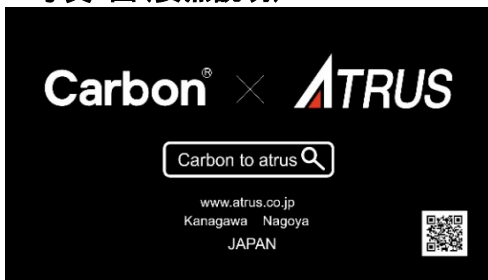 Carbon® × ATRUS
Carbon to atrus
www.atrus.co.jp
Kanagawa Nagoya
JAPAN